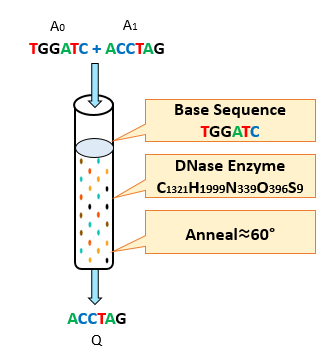 A₀ A₁
TGGATC + ACCTAG
Base Sequence
TGGATC
DNase Enzyme
C₁₃₂₁H₁₉₉₉N₃₃₉O₃₉₆S₉
Anneal≈60°
ACCTAG
Q